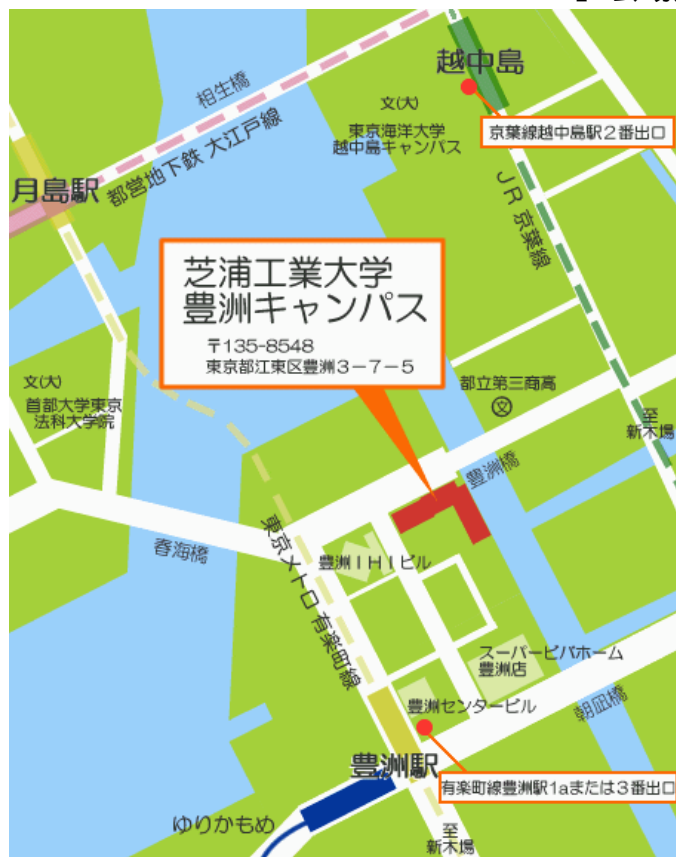 越中島
相生橋
文(大)
東京海洋大学
越中島キャンパス
京葉線越中島駅2番出口
都営地下鉄 大江戸線
月島駅
JR京葉線
芝浦工業大学
豊洲キャンパス
〒135-8548
東京都江東区豊洲3-7-5
文(大)
首都大学東京
法科大学院
都立第三商高
文
至
新木場
豊洲橋
春海橋
豊洲IHIビル
東京メトロ 有楽町線
スーパービバホーム
豊洲店
豊洲センタービル
朝凪橋
豊洲駅
有楽町線豊洲駅1aまたは3番出口
ゆりかもめ
至
新木場